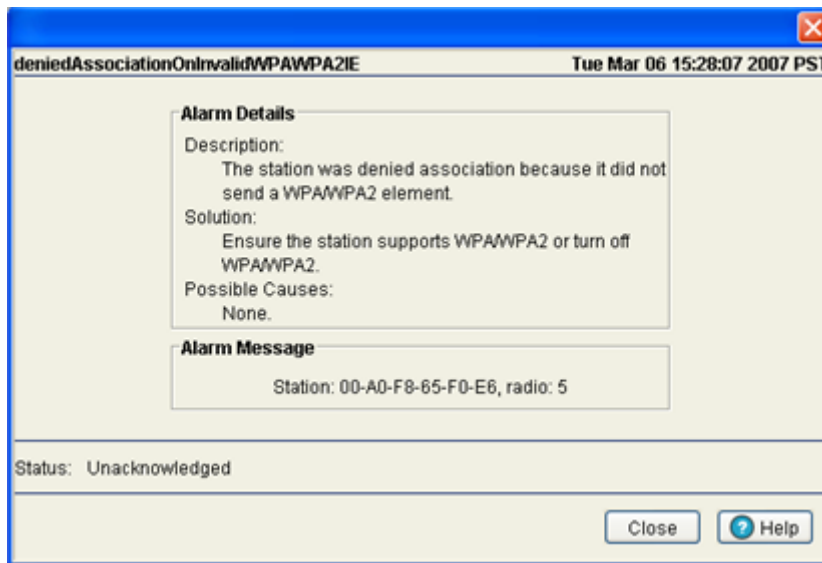 deniedAssociationOnInvalidWPAWPA2IE Tue Mar 06 15:28:07 2007 PST
Alarm Details
Description:
The station was denied association because it did not
send a WPA/WPA2 element.
Solution:
Ensure the station supports WPA/WPA2 or turn off
WPA/WPA2.
Possible Causes:
None.
Alarm Message
Station: 00-A0-F8-65-F0-E6, radio: 5
Status: Unacknowledged
Close ? Help